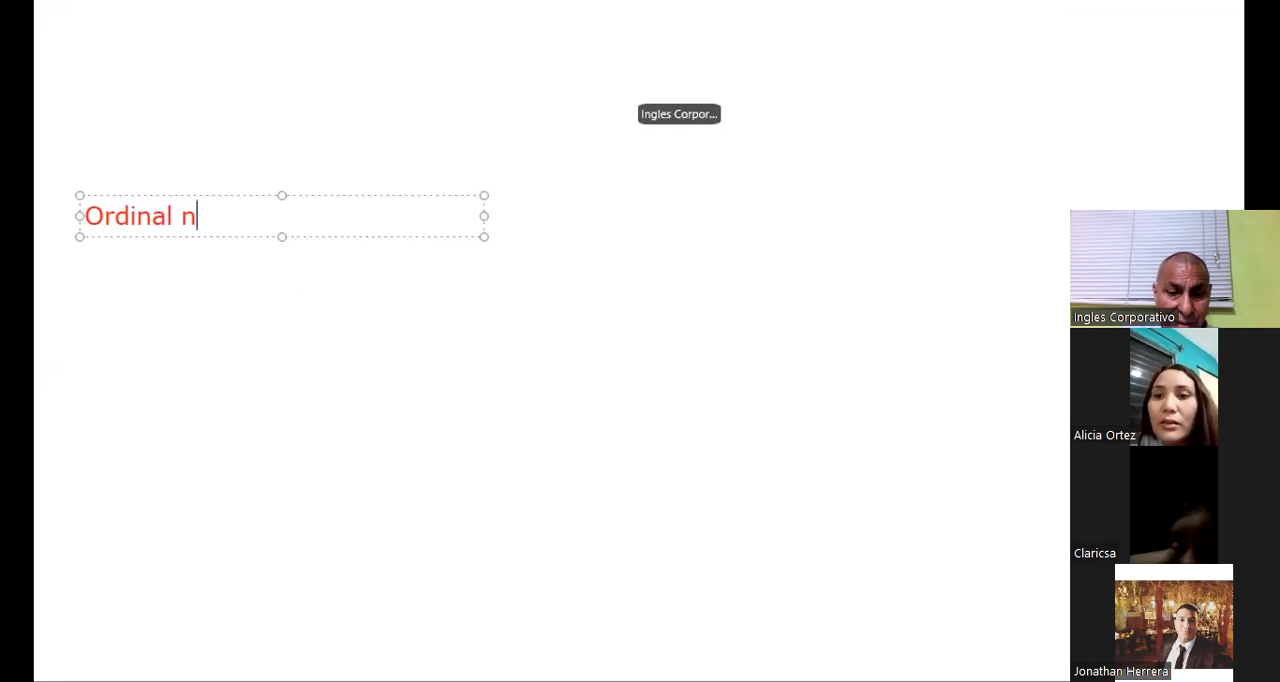 Ingles Corpor...
Ordinal n
Ingles Corporativo
Alicia Ortez
Claricsa
Jonathan Herrera